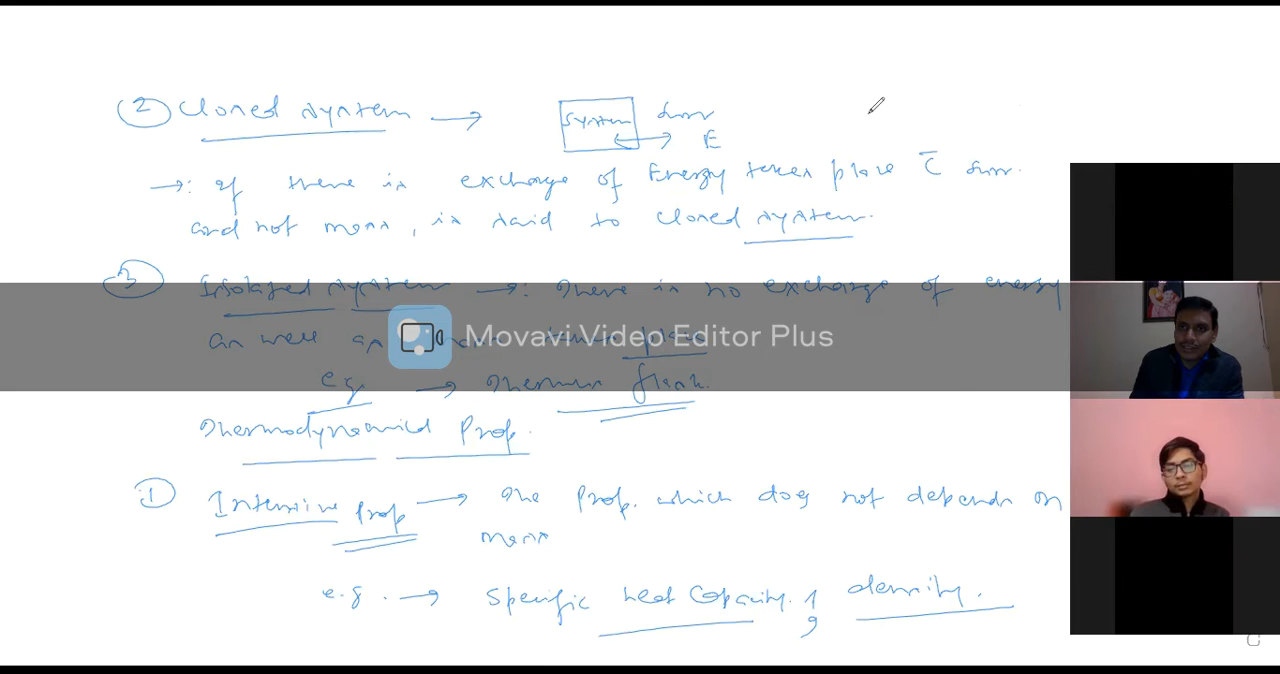 ② Closed system → System Surr
E
→: If there is exchange of Energy takes place c̄ surr.
and not mass, is said to closed system.
③ Isolated system →: There is no exchange of energy
as well as place
Movavi Video Editor Plus
e.g. → Thermos flask.
Thermodynamical Prop.
① Intensive Prop → The Prop. which does not depends on
mass
e.g. → Specific heat Capacity, density.